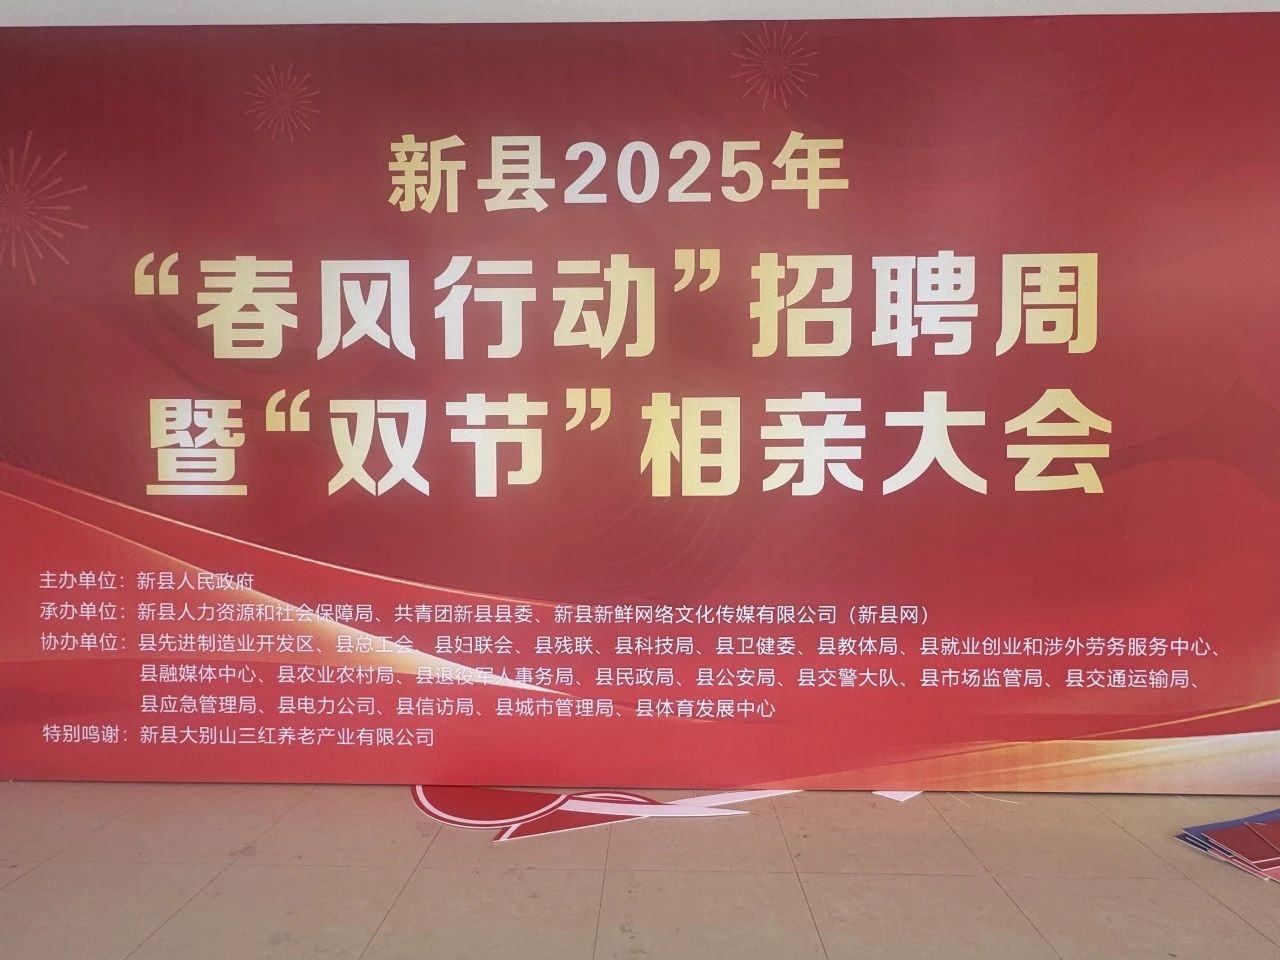 新县2025年
“春风行动”招聘周
暨“双节”相亲大会
主办单位：新县人民政府
承办单位：新县人力资源和社会保障局、共青团新县县委、新县新鲜网络文化传媒有限公司（新县网）
协办单位：县先进制造业开发区、县总工会、县妇联会、县残联、县科技局、县卫健委、县教体局、县就业创业和涉外劳务服务中心、
县融媒体中心、县农业农村局、县退役军人事务局、县民政局、县公安局、县交警大队、县市场监管局、县交通运输局、
县应急管理局、县电力公司、县信访局、县城市管理局、县体育发展中心
特别鸣谢：新县大别山三红养老产业有限公司